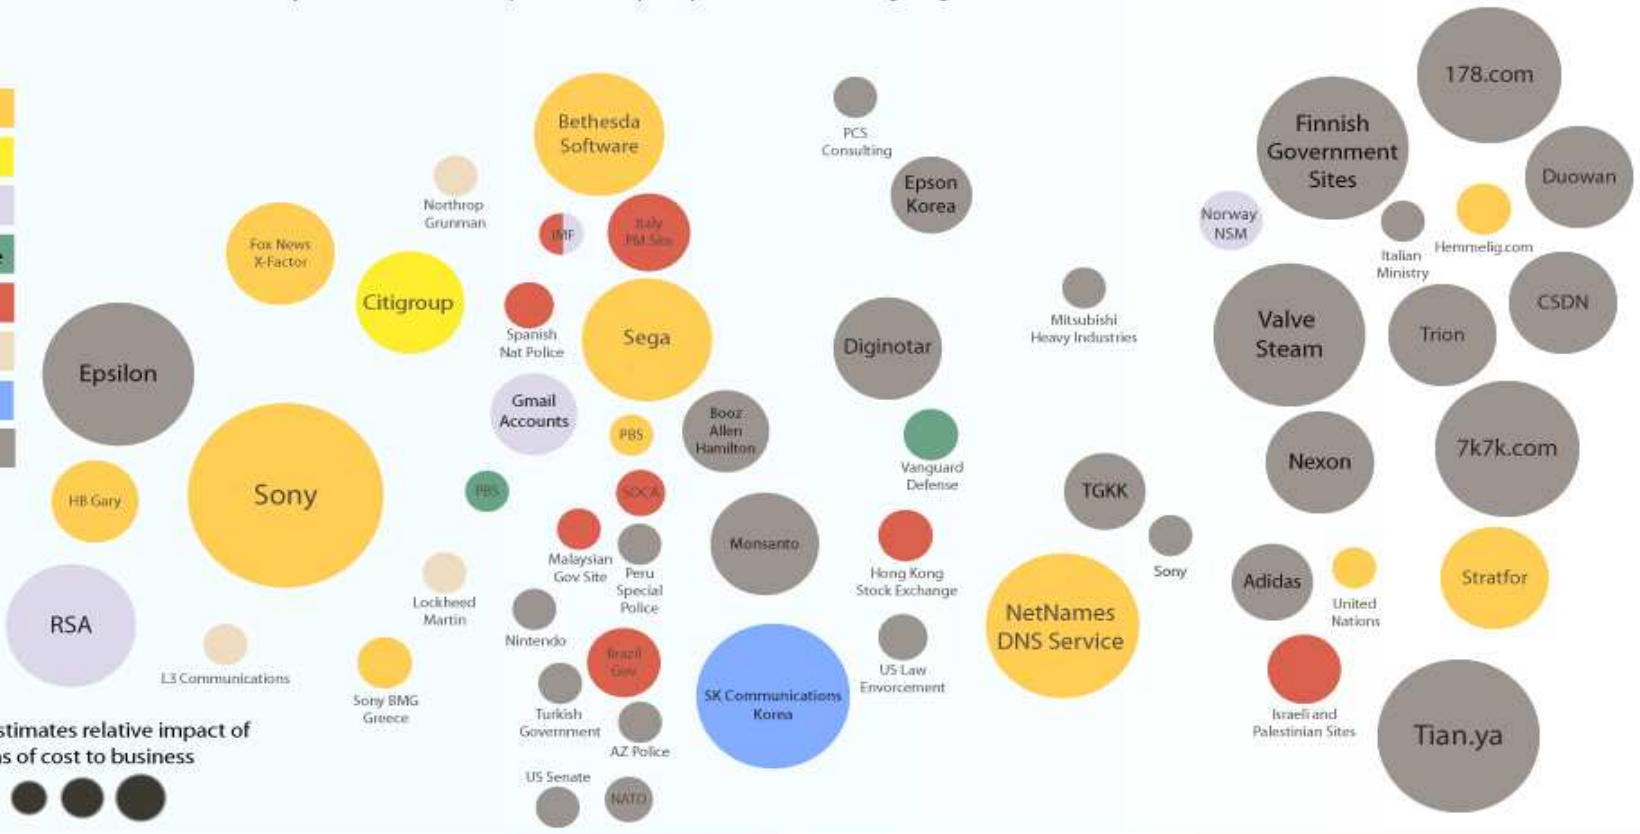 178.com
Bethesda
Software
Finnish
Government
Sites
PCS
Consulting
Duowan
Epson
Korea
Northrop
Grunman
Norway
NSM
IMF
Italy
PM Site
Hemmelig.com
Italian
Ministry
Fox News
X-Factor
Citigroup
CSDN
Spanish
Nat Police
Sega
Mitsubishi
Heavy Industries
Valve
Steam
Trion
Diginotar
Epsilon
Gmail
Accounts
PBS
Booz
Allen
Hamilton
7k7k.com
Nexon
Vanguard
Defense
HB Gary
Sony
PBS
SOCA
TGKK
Malaysian
Gov Site
Peru
Special
Police
Monsanto
Hong Kong
Stock Exchange
Sony
Adidas
United
Nations
Stratfor
Lockheed
Martin
RSA
NetNames
DNS Service
Nintendo
L3 Communications
Brazil
Gov
US Law
Envorcement
Sony BMG
Greece
SK Communications
Korea
Turkish
Government
AZ Police
Israeli and
Palestinian Sites
Tian.ya
stimates relative impact of
s of cost to business
US Senate
NATO